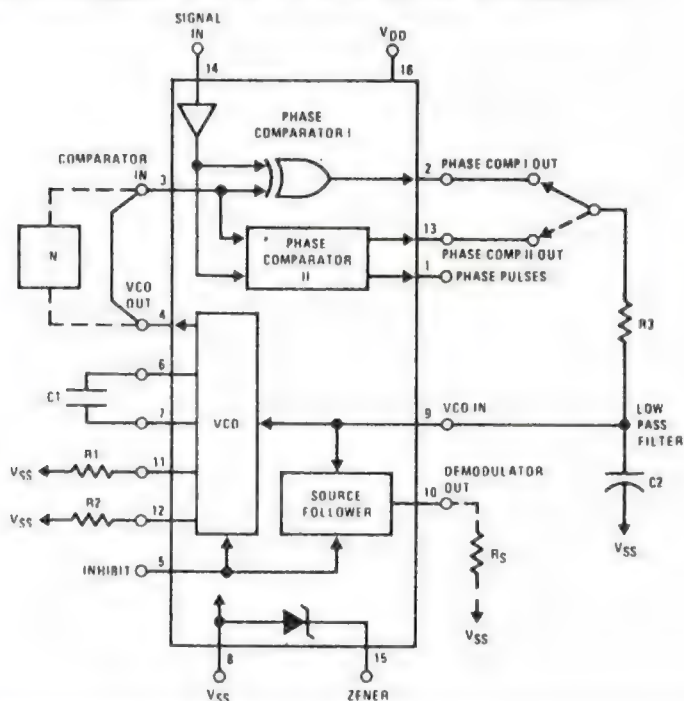 SIGNAL
IN
14
VDD
16
PHASE
COMPARATOR I
COMPARATOR
IN
3
2
PHASE COMP I OUT
13
PHASE COMP II OUT
1
PHASE PULSES
PHASE
COMPARATOR
II
N
VCO
OUT
4
R3
6
C1
7
VCO
9
VCO IN
LOW
PASS
FILTER
VSS
R1
11
DEMODULATOR
OUT
10
SOURCE
FOLLOWER
C2
VSS
R2
12
VSS
INHIBIT
5
RS
VSS
8
15
VSS
ZENER